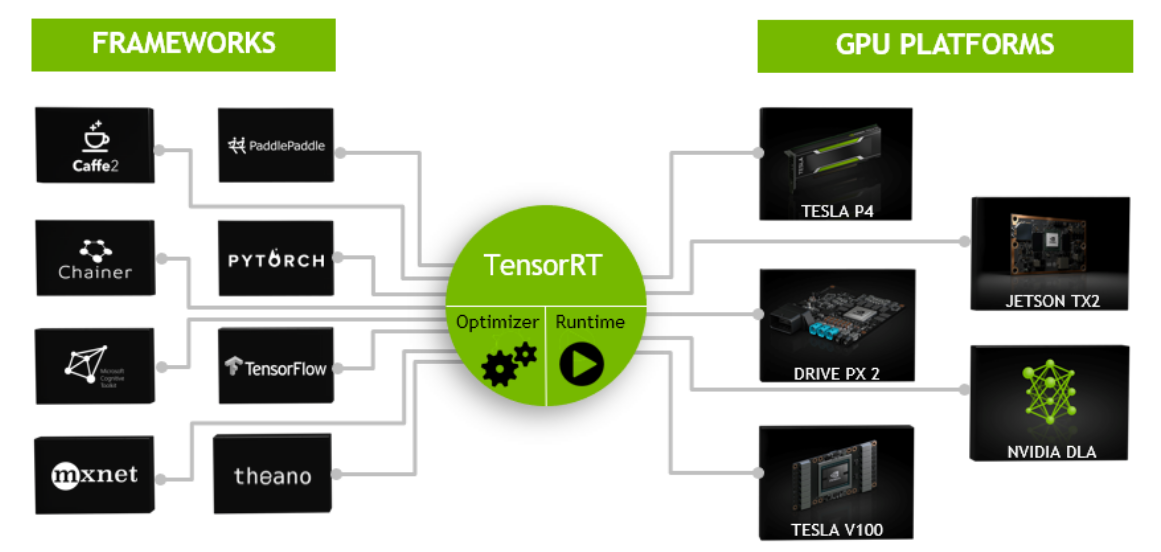 FRAMEWORKS
GPU PLATFORMS
Caffe2
PaddlePaddle
Chainer
PYTORCH
Microsoft
Cognitive
Toolkit
TensorFlow
mxnet
theano
TensorRT
Optimizer
Runtime
TESLA
TESLA P4
JETSON TX2
DRIVE PX 2
NVIDIA DLA
TESLA V100